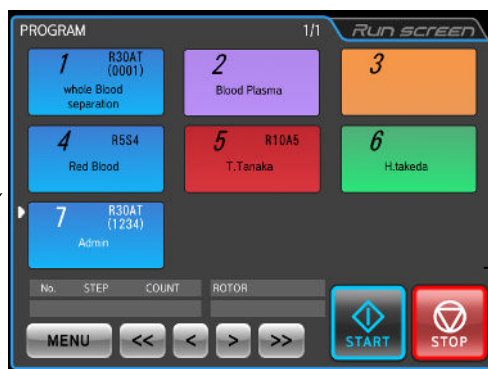 PROGRAM 1/1 Run screen
1 R30AT
(0001)
whole Blood
separation
2
Blood Plasma
3
4 R5S4
Red Blood
5 R10A5
T.Tanaka
6
H.takeda
7 R30AT
(1234)
Admin
No. STEP COUNT ROTOR
MENU << < > >> START STOP